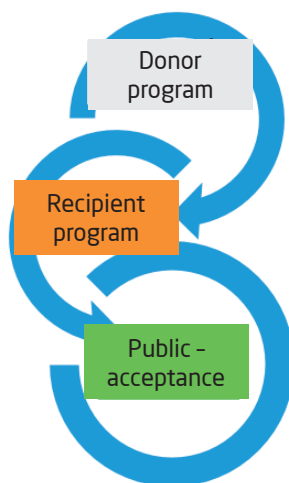 Donor
program
Recipient
program
Public –
acceptance